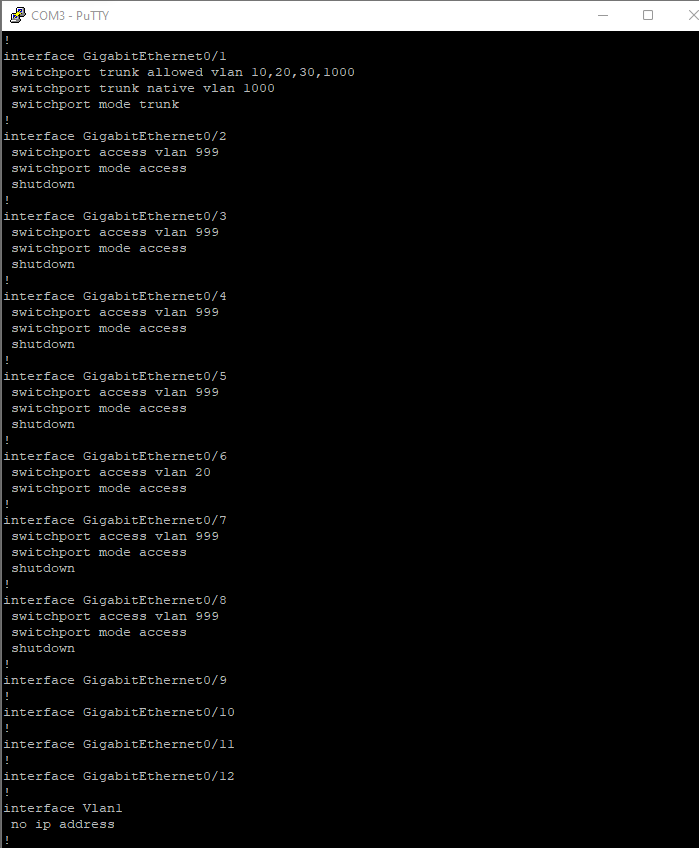 COM3 - PuTTY
!
interface GigabitEthernet0/1
 switchport trunk allowed vlan 10,20,30,1000
 switchport trunk native vlan 1000
 switchport mode trunk
!
interface GigabitEthernet0/2
 switchport access vlan 999
 switchport mode access
 shutdown
!
interface GigabitEthernet0/3
 switchport access vlan 999
 switchport mode access
 shutdown
!
interface GigabitEthernet0/4
 switchport access vlan 999
 switchport mode access
 shutdown
!
interface GigabitEthernet0/5
 switchport access vlan 999
 switchport mode access
 shutdown
!
interface GigabitEthernet0/6
 switchport access vlan 20
 switchport mode access
!
interface GigabitEthernet0/7
 switchport access vlan 999
 switchport mode access
 shutdown
!
interface GigabitEthernet0/8
 switchport access vlan 999
 switchport mode access
 shutdown
!
interface GigabitEthernet0/9
!
interface GigabitEthernet0/10
!
interface GigabitEthernet0/11
!
interface GigabitEthernet0/12
!
interface Vlan1
 no ip address
!